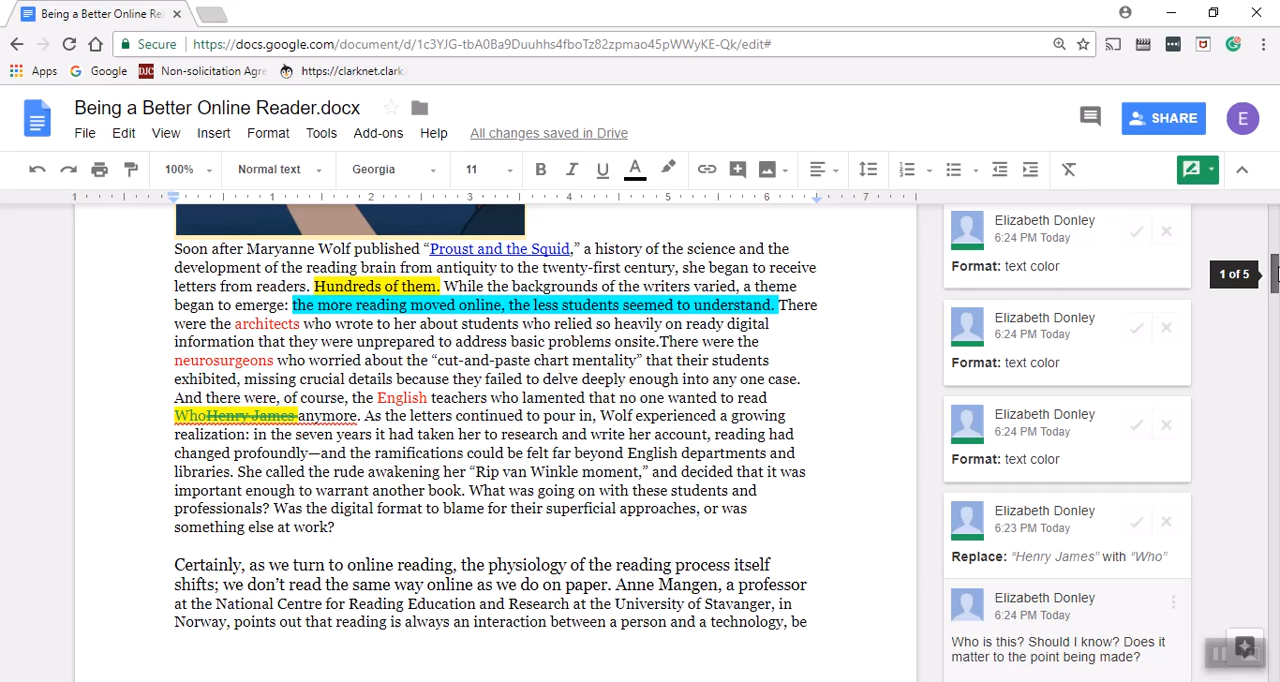 Being a Better Online Rea
Secure
https://docs.google.com/document/d/1c3YJG-tbA0Ba9Duuhhs4fboTz82zpmao45pWWyKE-Qk/edit#
Apps Google DJC Non-solicitation Agre https://clarknet.clark
Being a Better Online Reader.docx
File Edit View Insert Format Tools Add-ons Help All changes saved in Drive
SHARE
E
100% Normal text Georgia 11 B I U A
1 1 2 3 4 5 6 7
Soon after Maryanne Wolf published “Proust and the Squid,” a history of the science and the
development of the reading brain from antiquity to the twenty-first century, she began to receive
letters from readers. Hundreds of them. While the backgrounds of the writers varied, a theme
began to emerge: the more reading moved online, the less students seemed to understand. There
were the architects who wrote to her about students who relied so heavily on ready digital
information that they were unprepared to address basic problems onsite.There were the
neurosurgeons who worried about the “cut-and-paste chart mentality” that their students
exhibited, missing crucial details because they failed to delve deeply enough into any one case.
And there were, of course, the English teachers who lamented that no one wanted to read
WhoHenry James anymore. As the letters continued to pour in, Wolf experienced a growing
realization: in the seven years it had taken her to research and write her account, reading had
changed profoundly—and the ramifications could be felt far beyond English departments and
libraries. She called the rude awakening her “Rip van Winkle moment,” and decided that it was
important enough to warrant another book. What was going on with these students and
professionals? Was the digital format to blame for their superficial approaches, or was
something else at work?
Certainly, as we turn to online reading, the physiology of the reading process itself
shifts; we don’t read the same way online as we do on paper. Anne Mangen, a professor
at the National Centre for Reading Education and Research at the University of Stavanger, in
Norway, points out that reading is always an interaction between a person and a technology, be
Elizabeth Donley
6:24 PM Today
Format: text color
1 of 5
Elizabeth Donley
6:24 PM Today
Format: text color
Elizabeth Donley
6:24 PM Today
Format: text color
Elizabeth Donley
6:23 PM Today
Replace: “Henry James” with “Who”
Elizabeth Donley
6:24 PM Today
Who is this? Should I know? Does it
matter to the point being made?